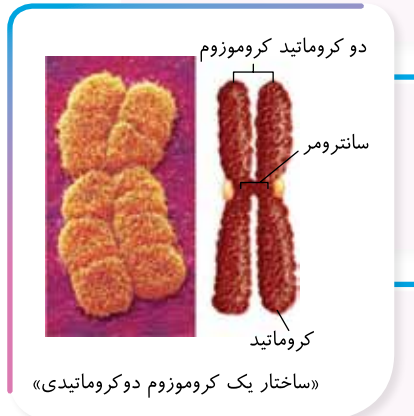 دو کروماتید کروموزوم
سانترومر
کروماتید
«ساختار یک کروموزوم دوکروماتیدی»